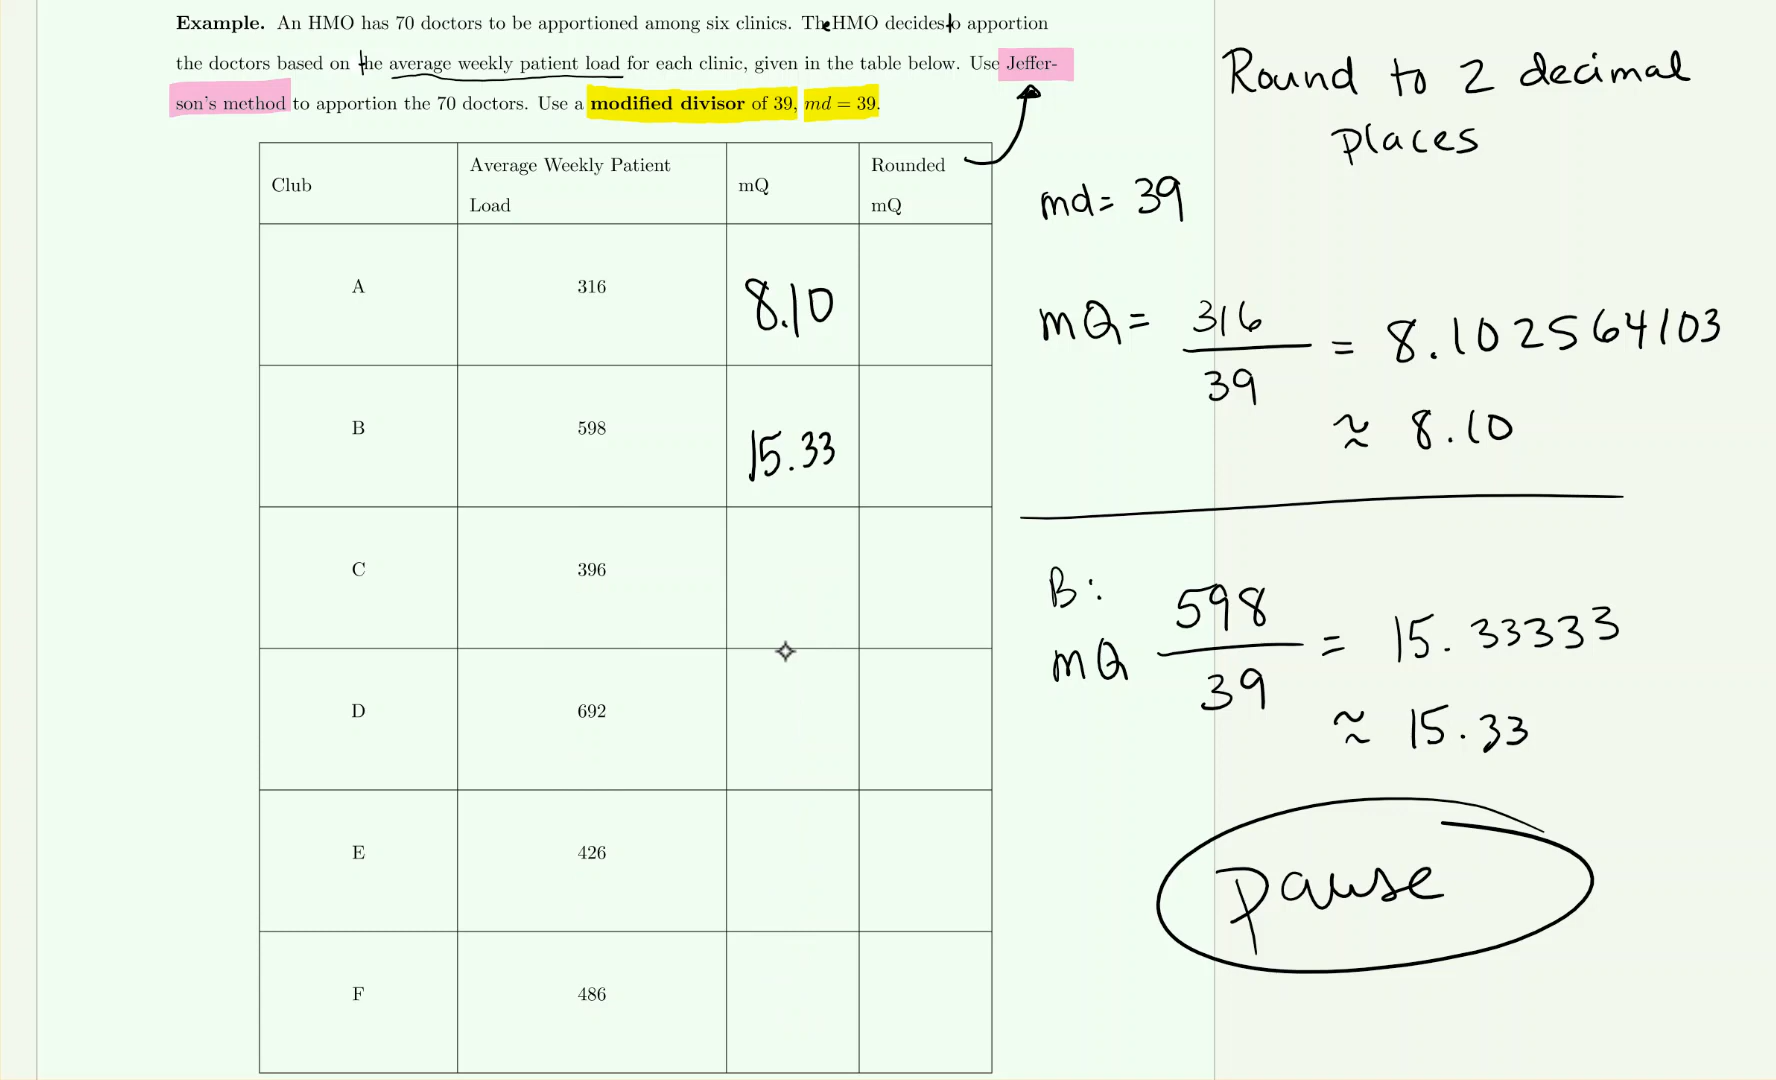 Example. An HMO has 70 doctors to be apportioned among six clinics. The HMO decides to apportion
the doctors based on the average weekly patient load for each clinic, given in the table below. Use Jeffer-
son's method to apportion the 70 doctors. Use a modified divisor of 39, md = 39.
Club
Average Weekly Patient
Load
mQ
Rounded
mQ
A
316
8.10
B
598
15.33
C
396
D
692
E
426
F
486
Round to 2 decimal
places
md= 39
mQ = 316/39 = 8.102564103
≈ 8.10
B:
mQ 598/39 = 15.33333
≈ 15.33
pause